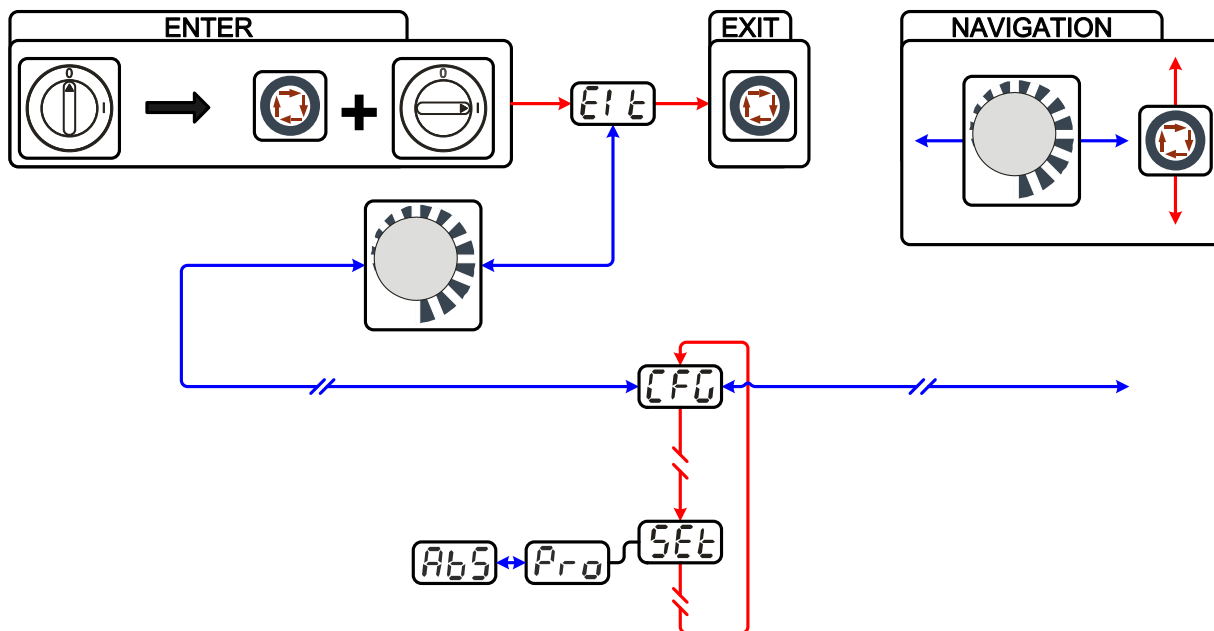 ENTER
EXIT
NAVIGATION
0
I
0
I
EIt
CFG
SEt
AbS
Pro